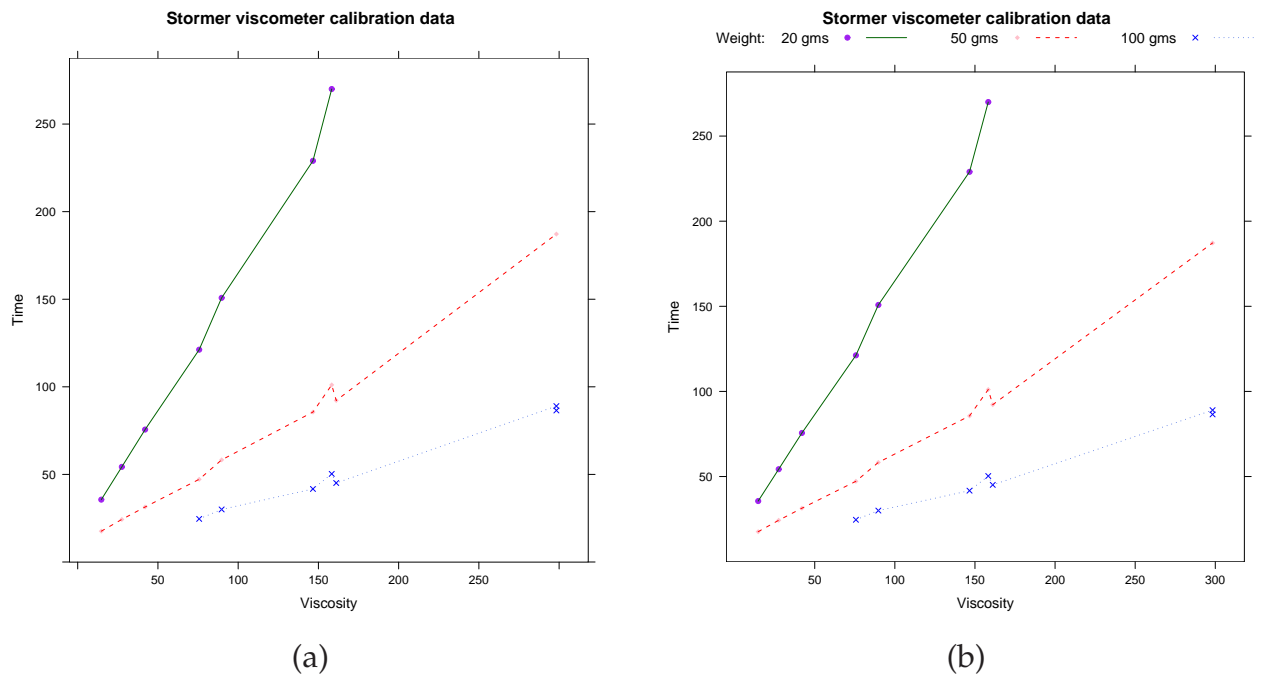 Stormer viscometer calibration data
250
200
150
100
50
Time
50 100 150 200 250
Viscosity
(a)
Stormer viscometer calibration data
Weight: 20 gms 50 gms 100 gms
250
200
150
100
50
Time
50 100 150 200 250 300
Viscosity
(b)